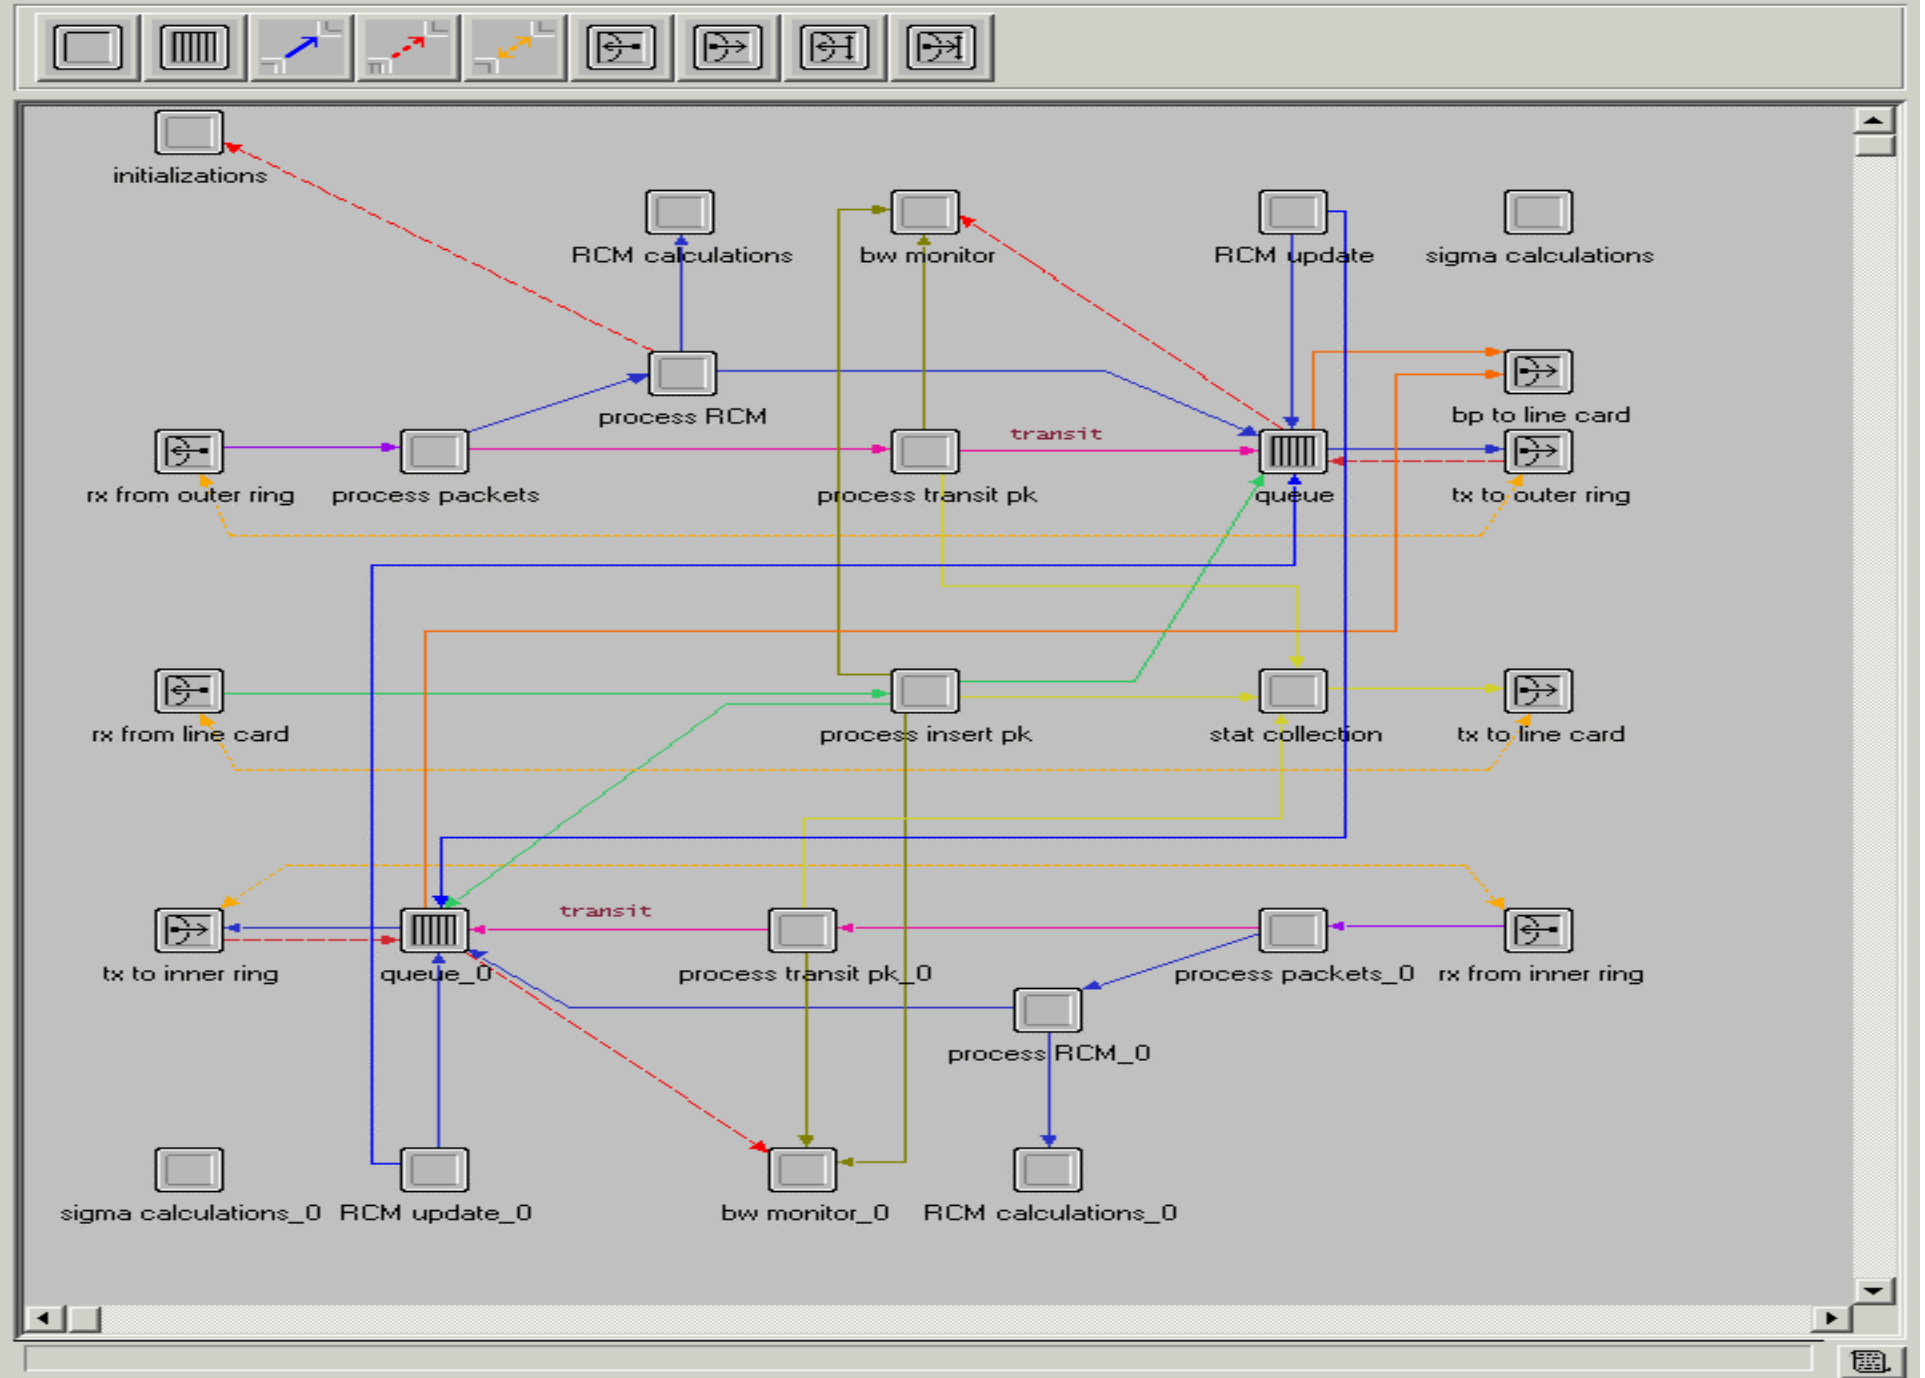 initializations
RCM calculations
bw monitor
RCM update
sigma calculations
process RCM
bp to line card
transit
rx from outer ring
process packets
process transit pk
queue
tx to outer ring
rx from line card
process insert pk
stat collection
tx to line card
transit
tx to inner ring
queue_0
process transit pk_0
process packets_0
rx from inner ring
process RCM_0
sigma calculations_0
RCM update_0
bw monitor_0
RCM calculations_0